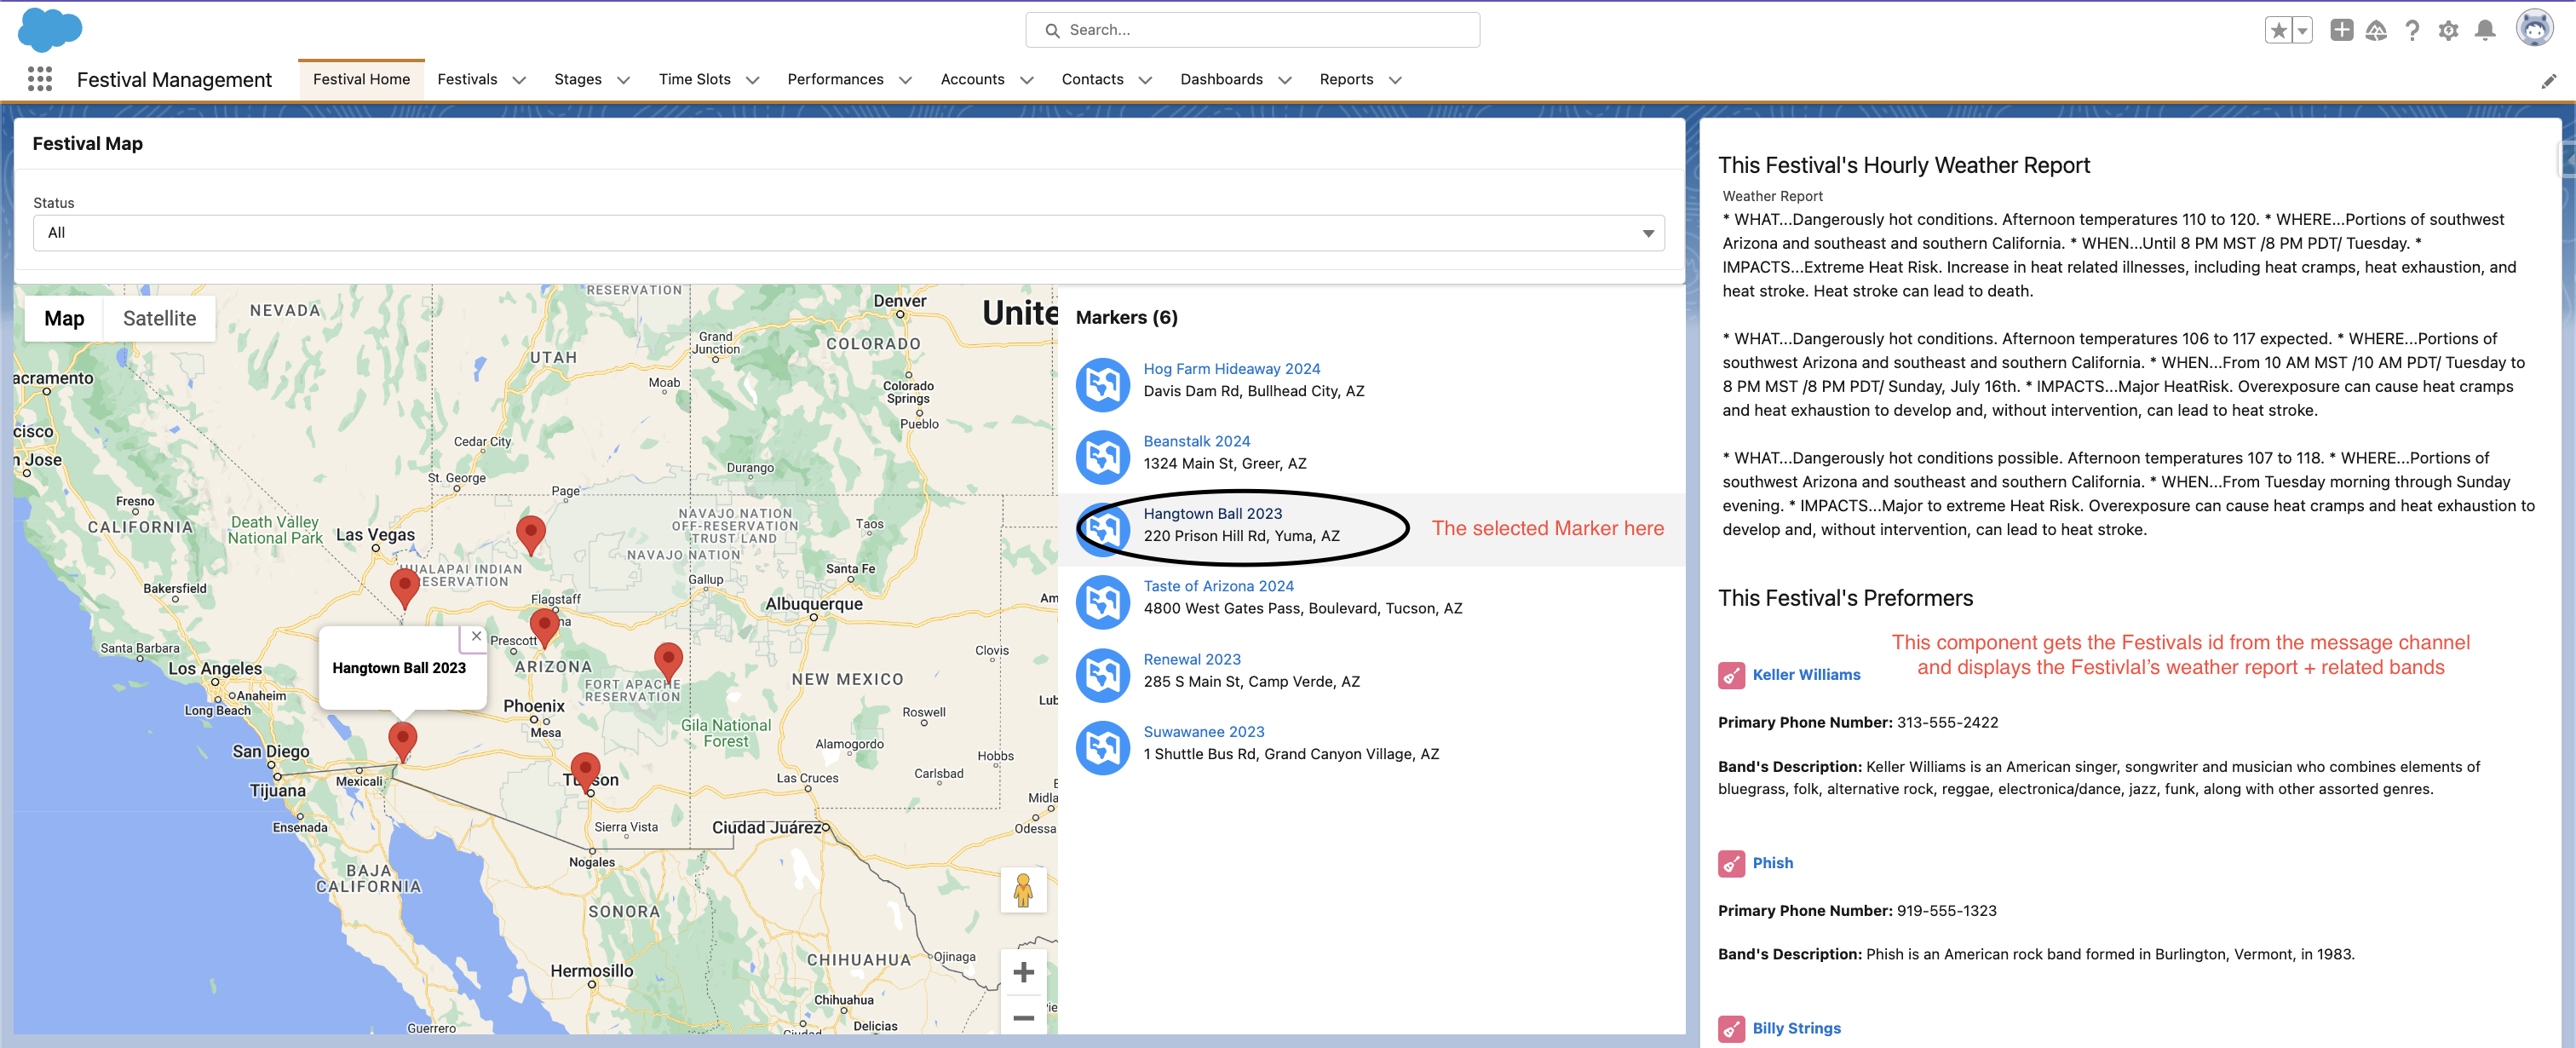 Search...
Festival Management
Festival Home
Festivals
Stages
Time Slots
Performances
Accounts
Contacts
Dashboards
Reports
Festival Map
Status
All
Map
Satellite
RESERVATION
NEVADA
Denver
Unite
Grand
Junction
COLORADO
UTAH
acramento
Moab
Colorado
Springs
Pueblo
cisco
Cedar City
n Jose
Durango
St. George
Page
Fresno
CALIFORNIA
Death Valley
National Park
NAVAJO NATION
OFF-RESERVATION
TRUST LAND
Taos
Las Vegas
NAVAJO NATION
HUALAPAI INDIAN
RESERVATION
Santa Fe
Gallup
Bakersfield
Flagstaff
Albuquerque
Am
na
Prescott
Santa Barbara
Clovis
Los Angeles
ARIZONA
Hangtown Ball 2023
FORT APACHE
RESERVATION
NEW MEXICO
Anaheim
Long Beach
Phoenix
Mesa
Lub
Roswell
Gila National
Forest
San Diego
Alamogordo
Hobbs
Mexicali
Tucson
Las Cruces
Carlsbad
Tijuana
Midla
Ensenada
Sierra Vista
Ciudad Juárez
Odessa
Nogales
BAJA
CALIFORNIA
SONORA
CHIHUAHUA
Ojinaga
Hermosillo
Chihuahua
Delicias
Guerrero
Markers (6)
Hog Farm Hideaway 2024
Davis Dam Rd, Bullhead City, AZ
Beanstalk 2024
1324 Main St, Greer, AZ
Hangtown Ball 2023
220 Prison Hill Rd, Yuma, AZ
The selected Marker here
Taste of Arizona 2024
4800 West Gates Pass, Boulevard, Tucson, AZ
Renewal 2023
285 S Main St, Camp Verde, AZ
Suwawanee 2023
1 Shuttle Bus Rd, Grand Canyon Village, AZ
This Festival's Hourly Weather Report
Weather Report
* WHAT...Dangerously hot conditions. Afternoon temperatures 110 to 120. * WHERE...Portions of southwest
Arizona and southeast and southern California. * WHEN...Until 8 PM MST /8 PM PDT/ Tuesday. *
IMPACTS...Extreme Heat Risk. Increase in heat related illnesses, including heat cramps, heat exhaustion, and
heat stroke. Heat stroke can lead to death.
* WHAT...Dangerously hot conditions. Afternoon temperatures 106 to 117 expected. * WHERE...Portions of
southwest Arizona and southeast and southern California. * WHEN...From 10 AM MST /10 AM PDT/ Tuesday to
8 PM MST /8 PM PDT/ Sunday, July 16th. * IMPACTS...Major HeatRisk. Overexposure can cause heat cramps
and heat exhaustion to develop and, without intervention, can lead to heat stroke.
* WHAT...Dangerously hot conditions possible. Afternoon temperatures 107 to 118. * WHERE...Portions of
southwest Arizona and southeast and southern California. * WHEN...From Tuesday morning through Sunday
evening. * IMPACTS...Major to extreme Heat Risk. Overexposure can cause heat cramps and heat exhaustion to
develop and, without intervention, can lead to heat stroke.
This Festival's Preformers
This component gets the Festivals id from the message channel
and displays the Festivlal's weather report + related bands
Keller Williams
Primary Phone Number: 313-555-2422
Band's Description: Keller Williams is an American singer, songwriter and musician who combines elements of
bluegrass, folk, alternative rock, reggae, electronica/dance, jazz, funk, along with other assorted genres.
Phish
Primary Phone Number: 919-555-1323
Band's Description: Phish is an American rock band formed in Burlington, Vermont, in 1983.
Billy Strings